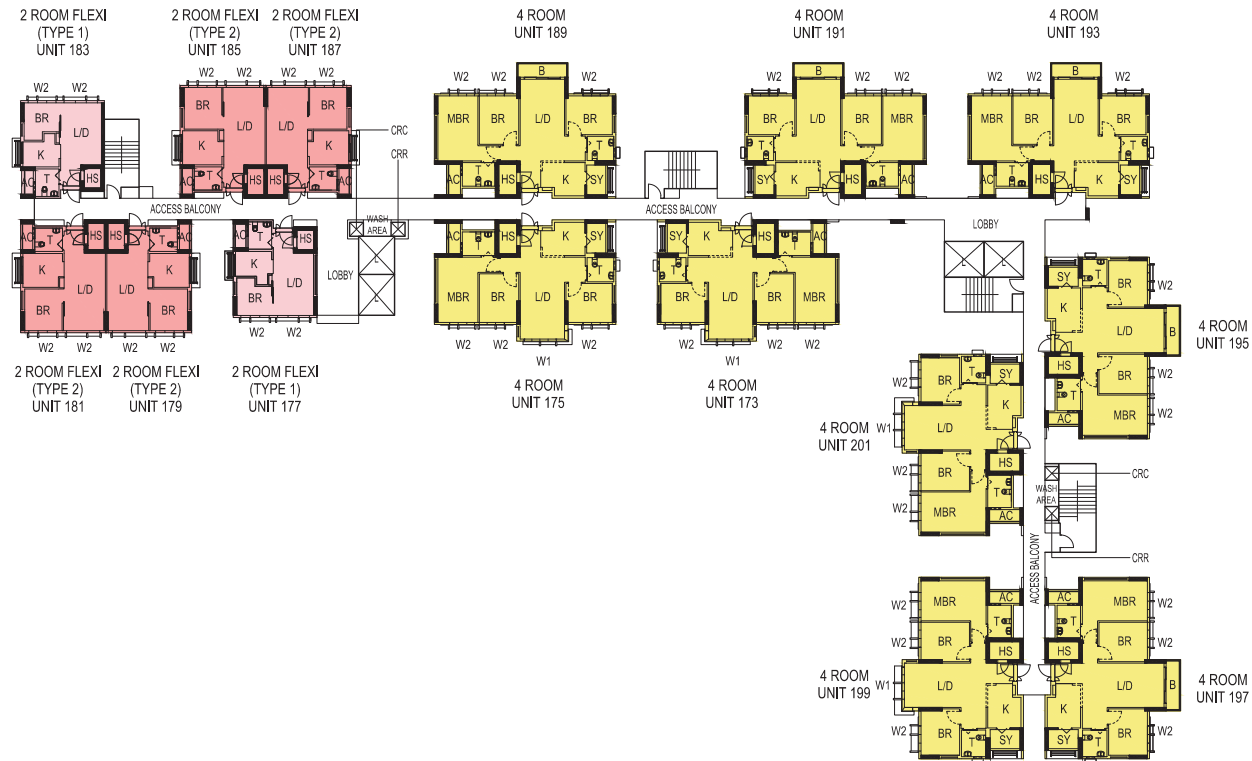 2 ROOM FLEXI
(TYPE 1)
UNIT 183
2 ROOM FLEXI
(TYPE 2)
UNIT 185
2 ROOM FLEXI
(TYPE 2)
UNIT 187
4 ROOM
UNIT 189
4 ROOM
UNIT 191
4 ROOM
UNIT 193
W2 W2
BR
L/D
K
T
AC
HS
W2 W2
BR
L/D
K
T
AC
HS
W2 W2
L/D
BR
K
HS
T
AC
CRC
CRR
W2 W2
B
W2
MBR
BR
L/D
BR
T
AC
T
HS
K
SY
W2
B
W2 W2
BR
L/D
BR
MBR
T
SY
K
HS
T
AC
W2 W2
B
W2
MBR
BR
L/D
BR
T
AC
T
HS
K
SY
ACCESS BALCONY
ACCESS BALCONY
LOBBY
WASH
AREA
LOBBY
L
L
L
L
AC
T
HS
K
L/D
BR
W2 W2
HS
T
AC
L/D
K
BR
W2 W2
AC
T
HS
K
BR
L/D
W2 W2
2 ROOM FLEXI
(TYPE 2)
UNIT 181
2 ROOM FLEXI
(TYPE 2)
UNIT 179
2 ROOM FLEXI
(TYPE 1)
UNIT 177
AC
T
HS
K
SY
T
MBR
BR
L/D
BR
W2 W2
W1
W2
4 ROOM
UNIT 175
SY
K
HS
T
AC
T
BR
L/D
BR
MBR
W2
W1
W2 W2
4 ROOM
UNIT 173
SY
T
BR
W2
K
L/D
B
HS
BR
W2
T
MBR
W2
AC
4 ROOM
UNIT 195
W2
BR
T
SY
K
W1
L/D
HS
W2
BR
T
W2
MBR
AC
4 ROOM
UNIT 201
WASH
AREA
CRC
CRR
ACCESS BALCONY
W2
MBR
AC
T
W2
BR
HS
W1
L/D
K
W2
BR
T
SY
4 ROOM
UNIT 199
AC
MBR
W2
T
HS
BR
W2
L/D
B
K
SY
T
BR
W2
4 ROOM
UNIT 197